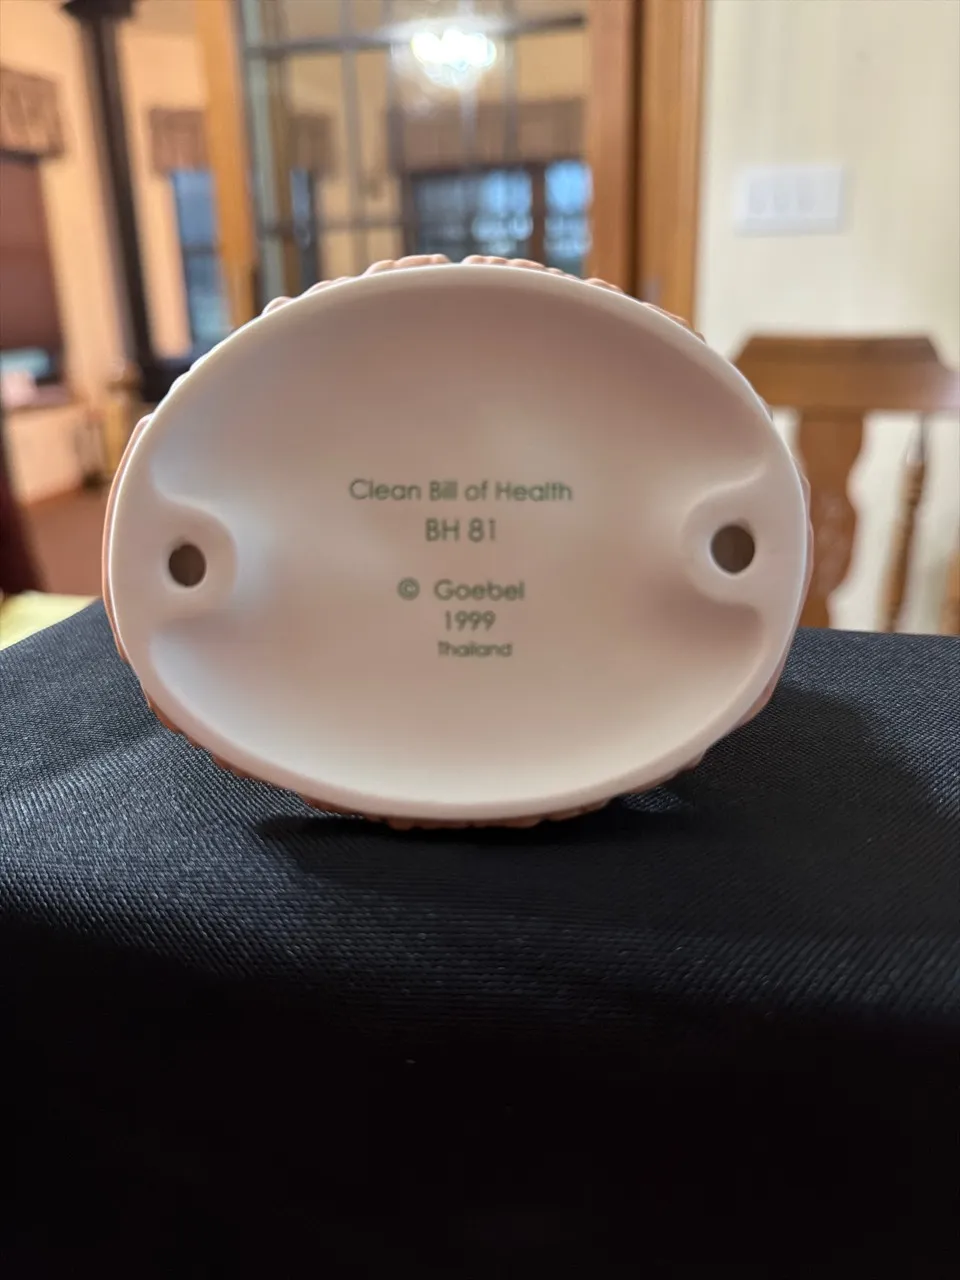 Clean Bill of Health
BH 81
© Goebel
1999
Thailand